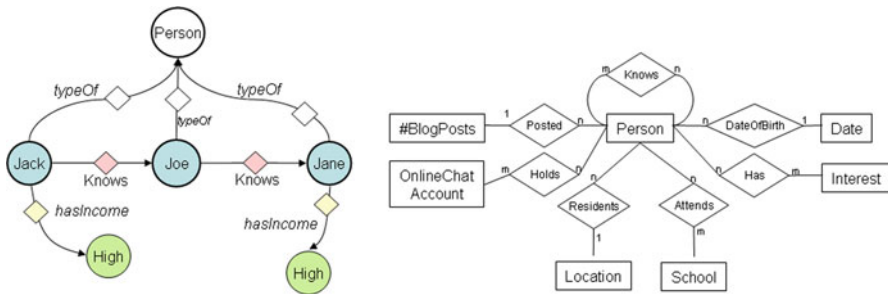 Person
typeOf
typeOf
typeOf
Jack
Joe
Jane
Knows
Knows
hasIncome
hasIncome
High
High
m
n
Knows
#BlogPosts
1
Posted
n
Person
n
DateOfBirth
1
Date
OnlineChat
Account
m
Holds
n
n
Has
m
Interest
n
Residents
1
n
Attends
m
Location
School